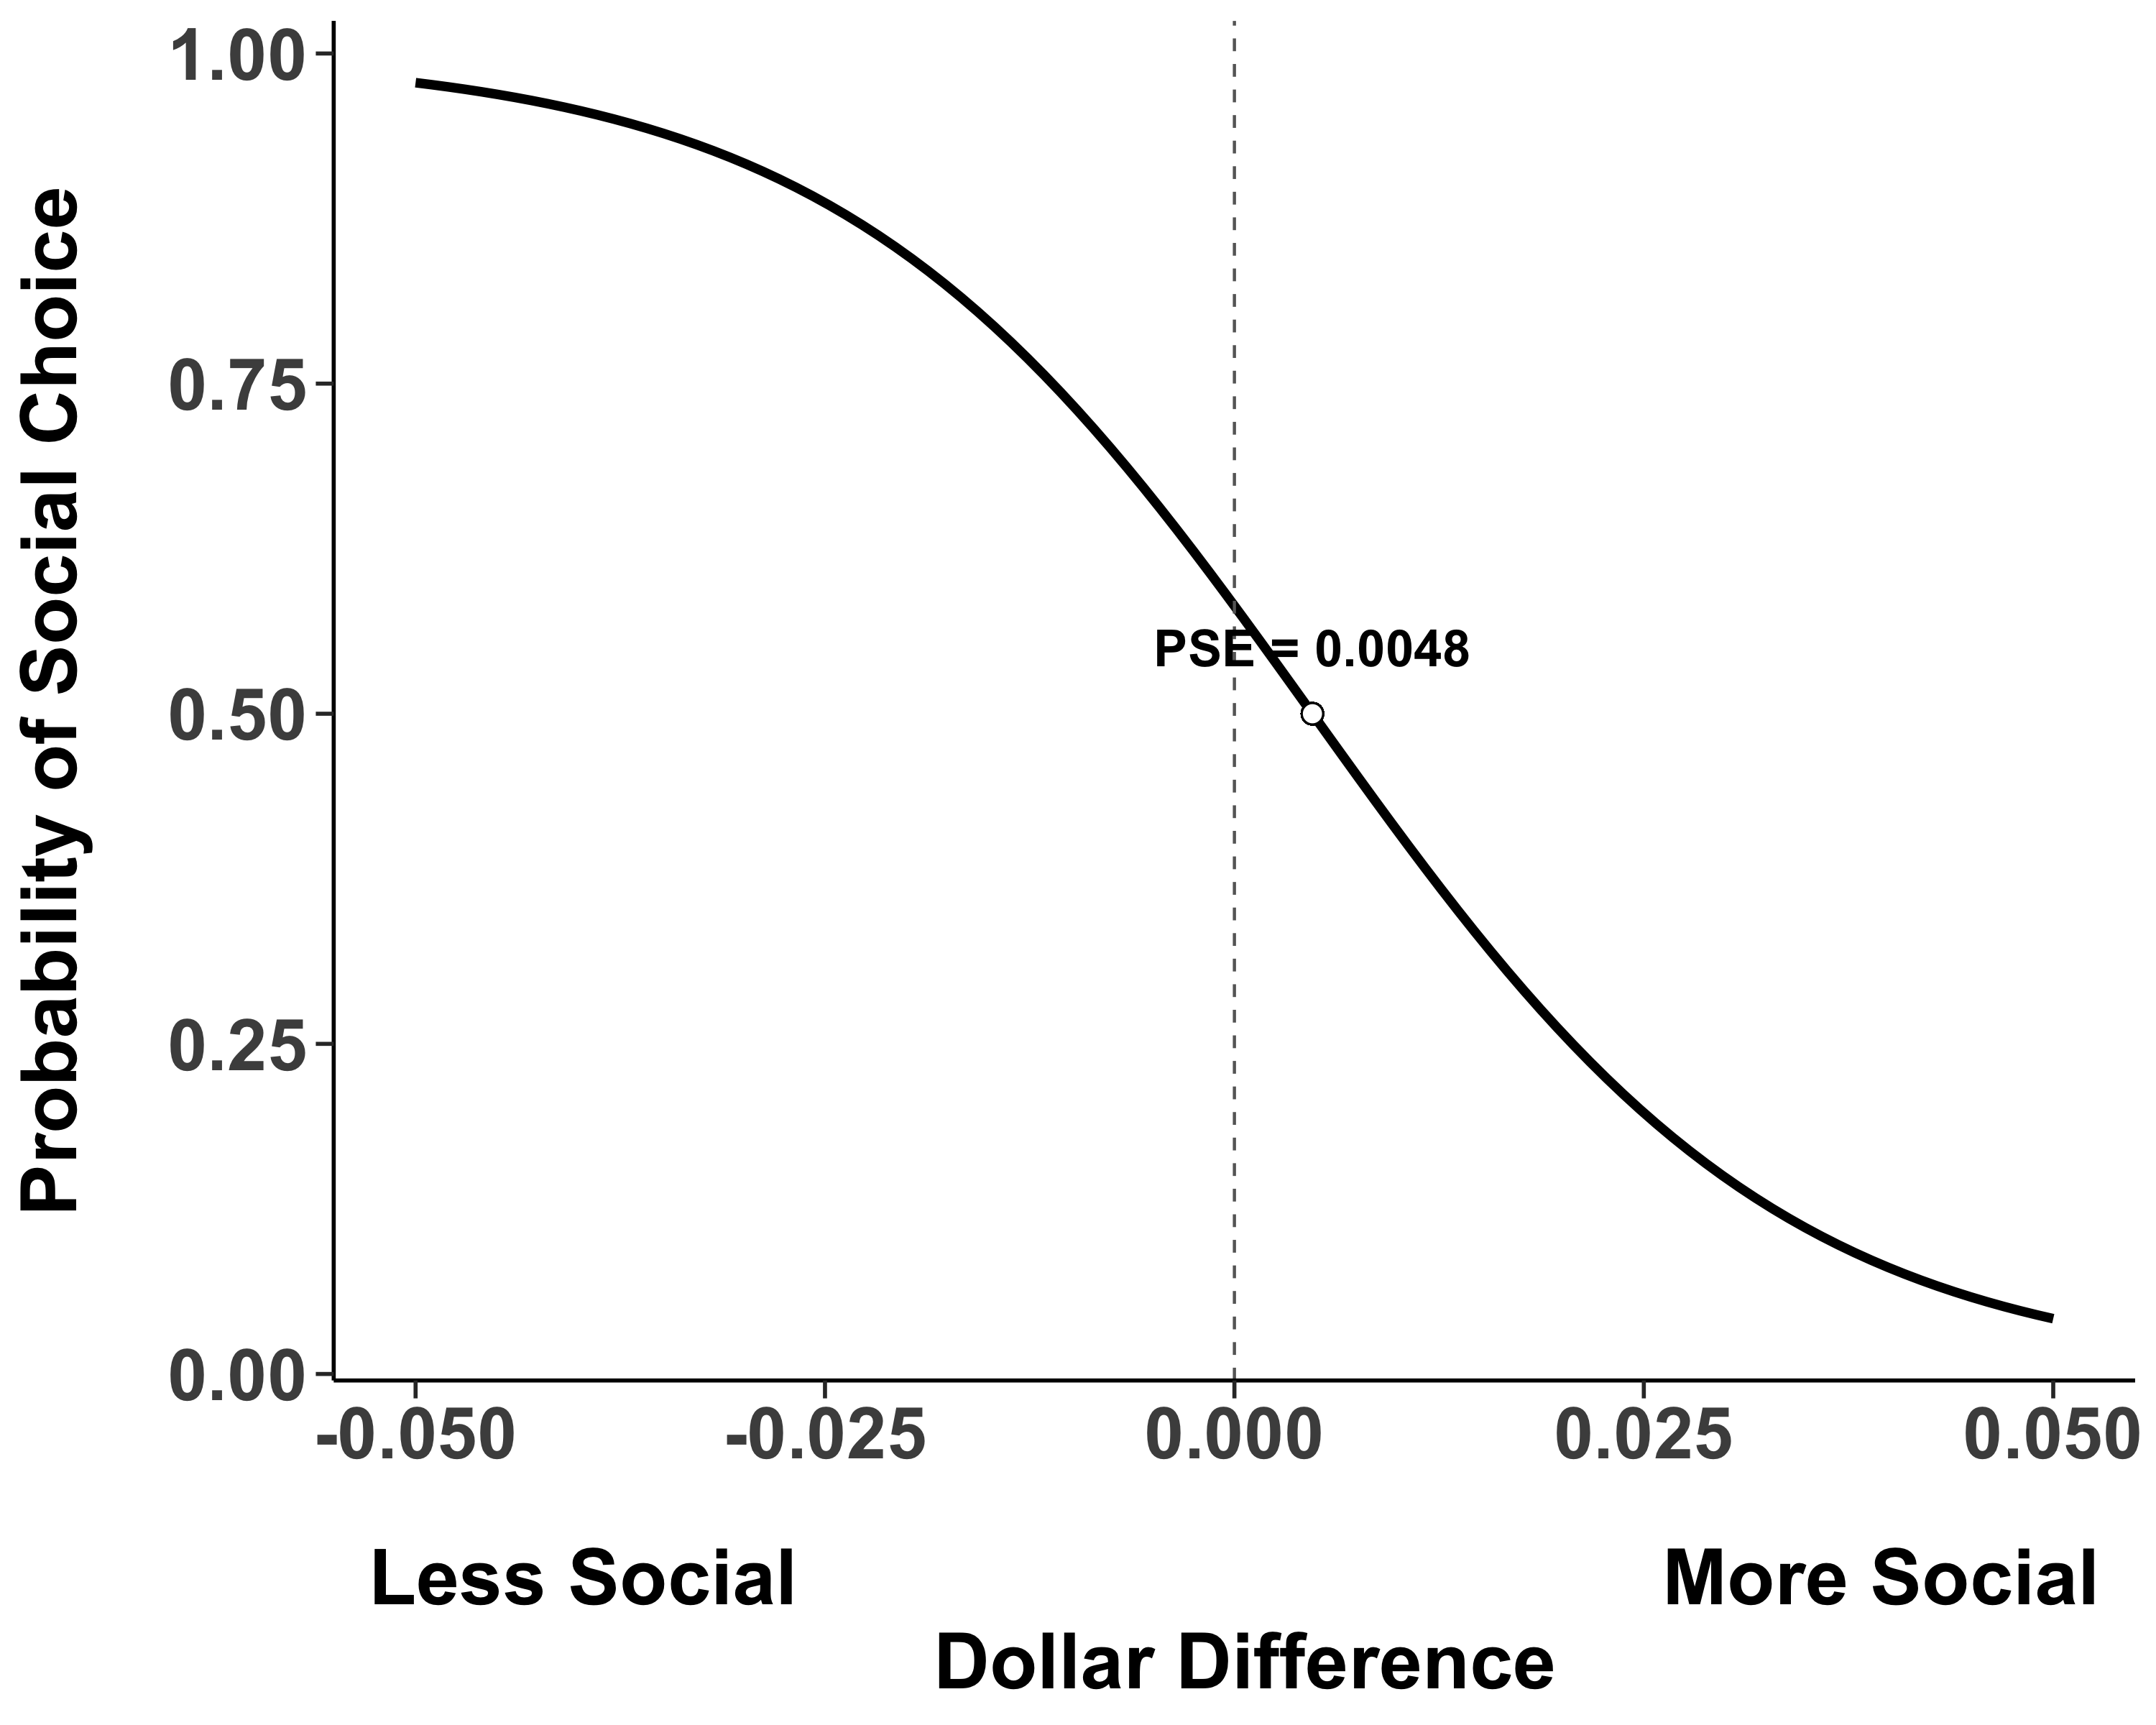 Probability of Social Choice
1.00
0.75
0.50
0.25
0.00
PSE = 0.0048
-0.050 -0.025 0.000 0.025 0.050
Less Social More Social
Dollar Difference